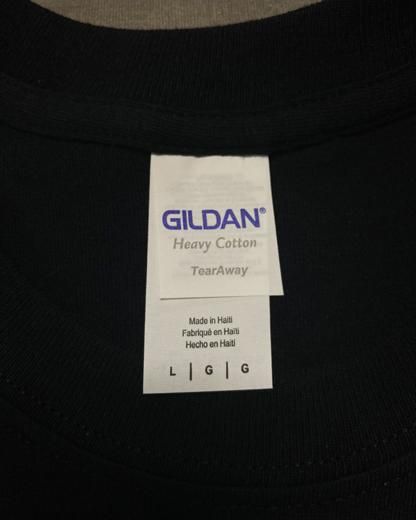 GILDAN®
Heavy Cotton
TearAway
Made in Haiti
Fabriqué en Haïti
Hecho en Haití
L | G | G